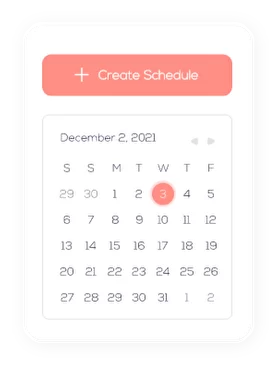 + Create Schedule
December 2, 2021
S S M T W T F
29 30 1 2 3 4 5
6 7 8 9 10 11 12
13 14 15 16 17 18 19
20 21 22 23 24 25 26
27 28 29 30 31 1 2